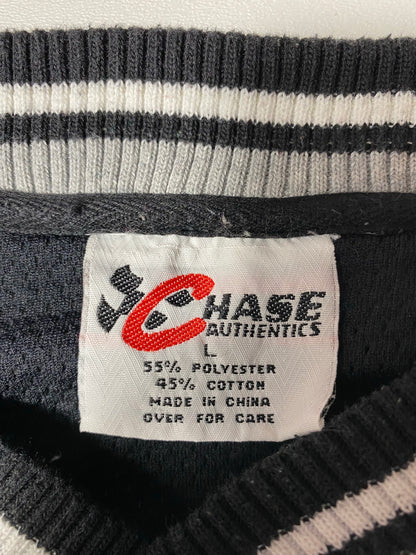 CHASE
AUTHENTICS
L
55% POLYESTER
45% COTTON
MADE IN CHINA
OVER FOR CARE